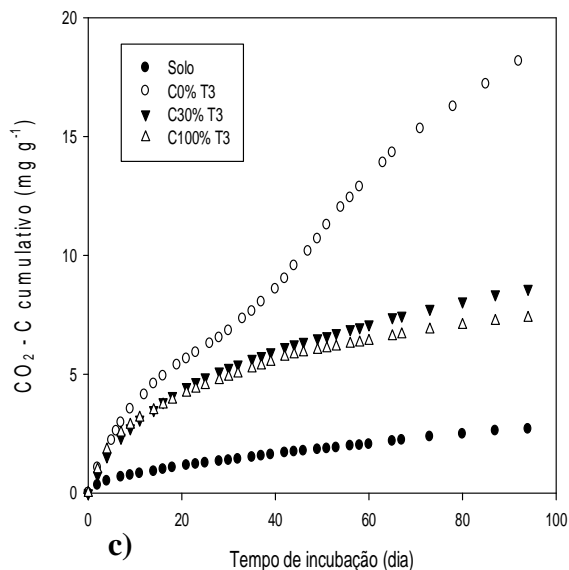 20
15
10
5
0
CO₂ - C cumulativo (mg g⁻¹)
Solo
C0% T3
C30% T3
C100% T3
0 20 40 60 80 100
c)
Tempo de incubação (dia)